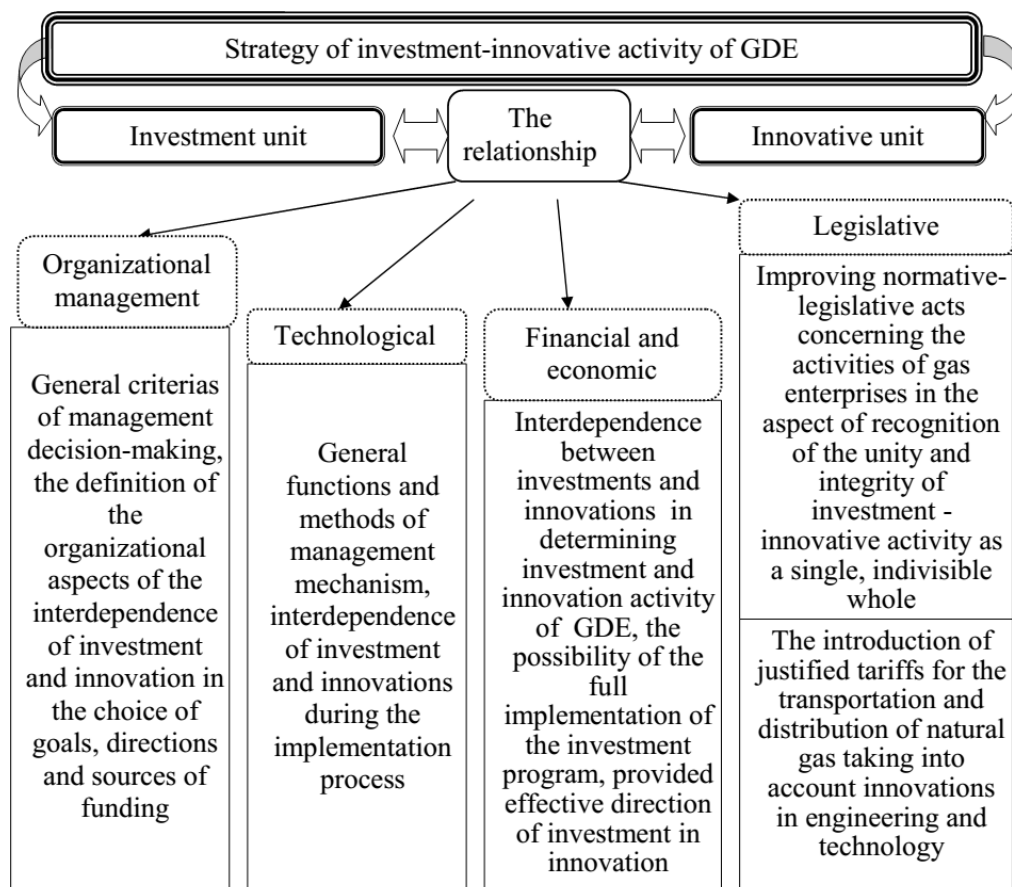 Strategy of investment-innovative activity of GDE
Investment unit
The
relationship
Innovative unit
Organizational
management
General criterias
of management
decision-making,
the definition of
the
organizational
aspects of the
interdependence
of investment
and innovation in
the choice of
goals, directions
and sources of
funding
Technological
General
functions and
methods of
management
mechanism,
interdependence
of investment
and innovations
during the
implementation
process
Financial and
economic
Interdependence
between
investments and
innovations in
determining
investment and
innovation activity
of GDE, the
possibility of the
full
implementation of
the investment
program, provided
effective direction
of investment in
innovation
Legislative
Improving normative-
legislative acts
concerning the
activities of gas
enterprises in the
aspect of recognition
of the unity and
integrity of
investment -
innovative activity as
a single, indivisible
whole
The introduction of
justified tariffs for the
transportation and
distribution of natural
gas taking into
account innovations
in engineering and
technology